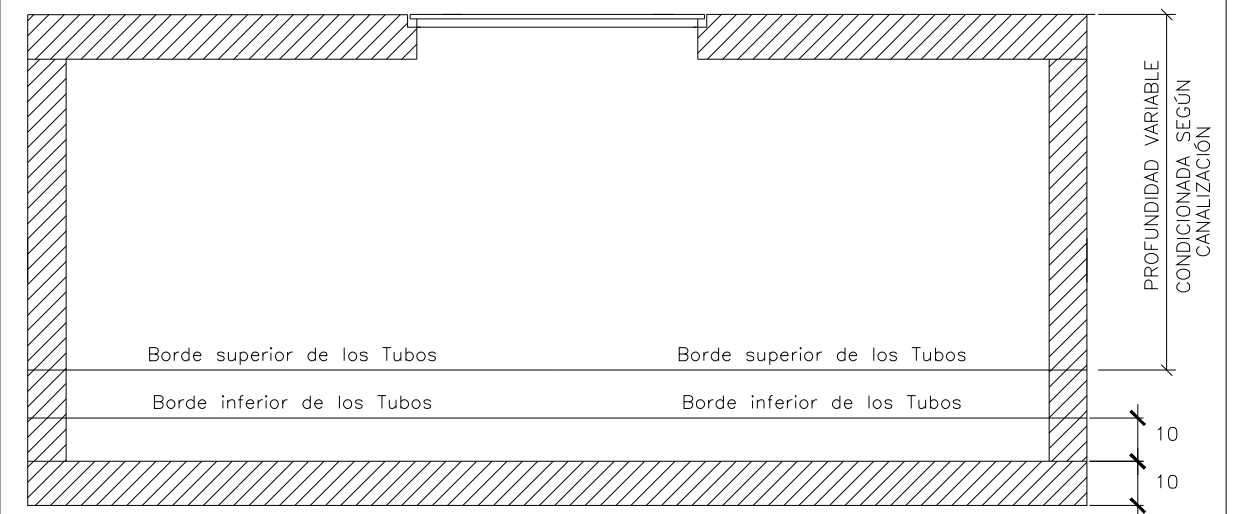 PROFUNDIDAD VARIABLE
CONDICIONADA SEGÚN
CANALIZACIÓN
Borde superior de los Tubos
Borde superior de los Tubos
Borde inferior de los Tubos
Borde inferior de los Tubos
10
10